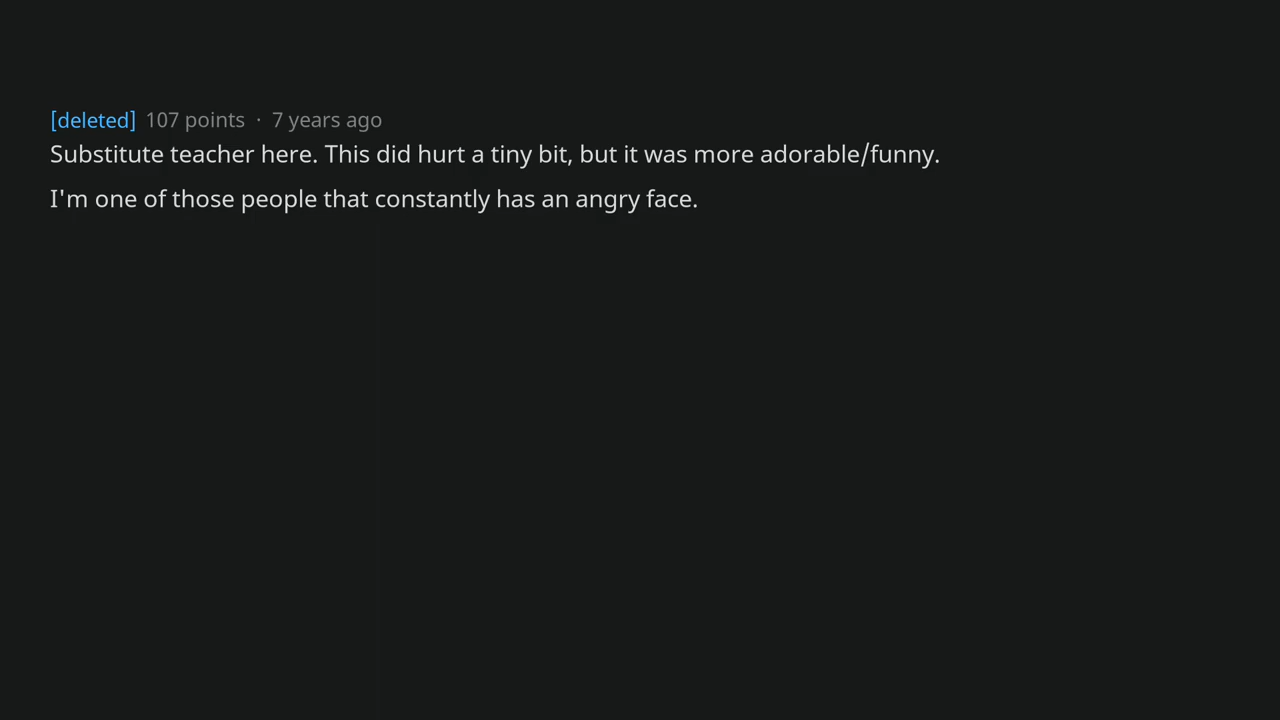 [deleted] 107 points · 7 years ago
Substitute teacher here. This did hurt a tiny bit, but it was more adorable/funny.
I'm one of those people that constantly has an angry face.